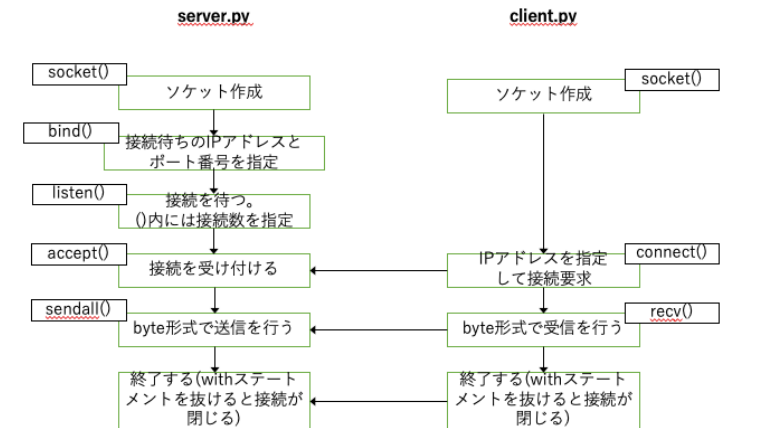 server.py
client.py
socket()
ソケット作成
socket()
ソケット作成
bind()
接続待ちのIPアドレスと
ポート番号を指定
listen()
接続を待つ。
()内には接続数を指定
accept()
接続を受け付ける
IPアドレスを指定
して接続要求
connect()
sendall()
byte形式で送信を行う
byte形式で受信を行う
recv()
終了する(withステート
メントを抜けると接続が
閉じる)
終了する(withステート
メントを抜けると接続が
閉じる)